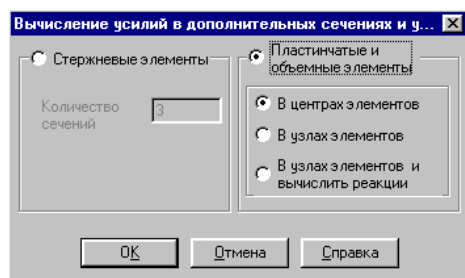 Вычисление усилий в дополнительных сечениях и у...
Стержневые элементы
Количество
сечений
3
Пластинчатые и
объемные элементы
В центрах элементов
В узлах элементов
В узлах элементов и
вычислить реакции
OK
Отмена
Справка